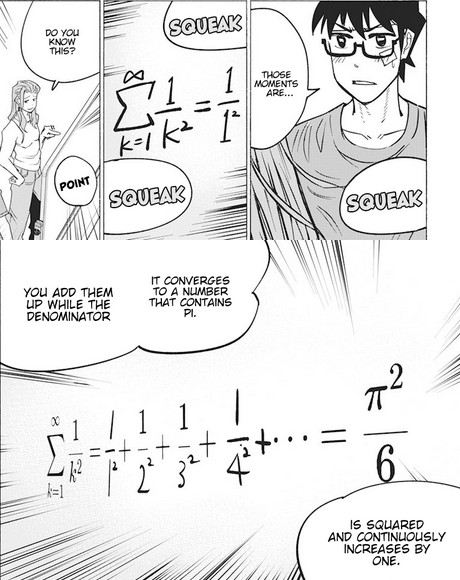 DO YOU
KNOW
THIS?
POINT
SQUEAK
∞
∑ 1/k² = 1/1²
k=1
SQUEAK
THOSE
MOMENTS
ARE...
SQUEAK
YOU ADD THEM
UP WHILE THE
DENOMINATOR
IT CONVERGES
TO A NUMBER
THAT CONTAINS
PI.
∞
∑ 1/k² = 1/1² + 1/2² + 1/3² + 1/4² + ··· = π²/6
k=1
IS SQUARED
AND CONTINUOUSLY
INCREASES BY
ONE.